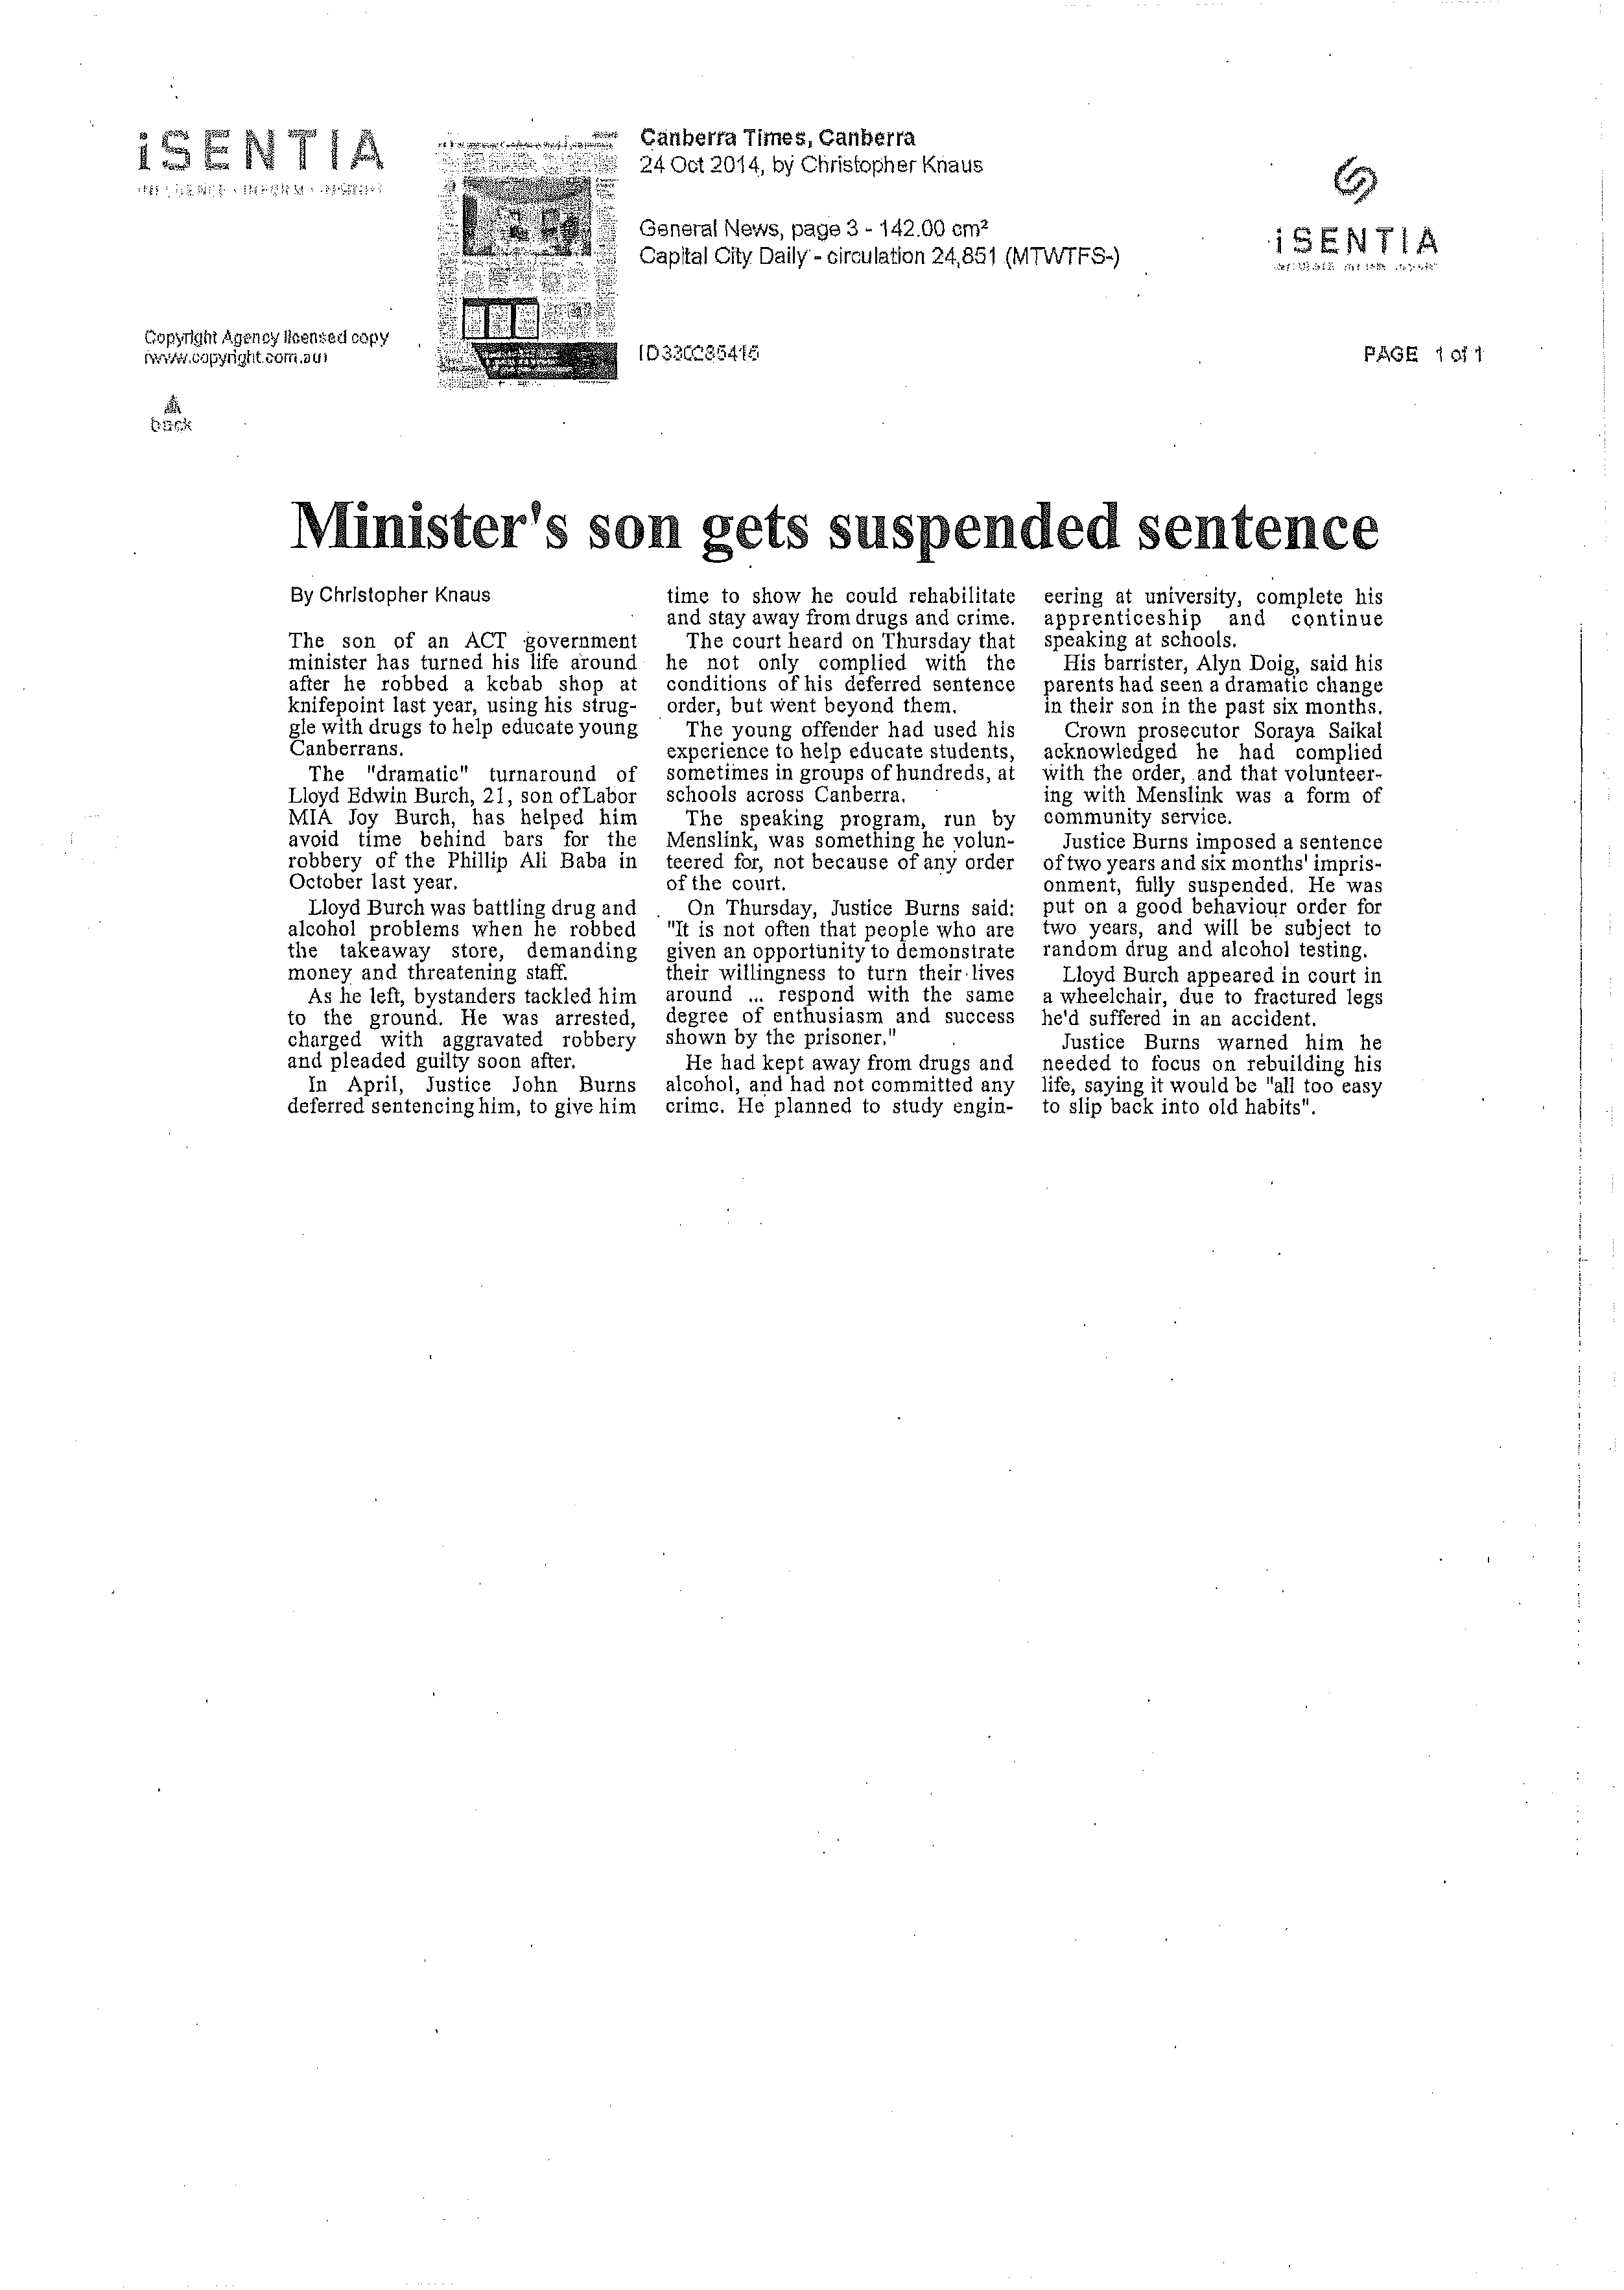 iSENTIA
Canberra Times, Canberra
24 Oct 2014, by Christopher Knaus
General News, page 3 - 142.00 cm²
Capital City Daily - circulation 24,851 (MTWTFS-)
iSENTIA
Copyright Agency licensed copy
(www.copyright.com.au)
PAGE 1 of 1
back
Minister's son gets suspended sentence
By Christopher Knaus
The son of an ACT government
minister has turned his life around
after he robbed a kebab shop at
knifepoint last year, using his strug-
gle with drugs to help educate young
Canberrans.
The "dramatic" turnaround of
Lloyd Edwin Burch, 21, son of Labor
MLA Joy Burch, has helped him
avoid time behind bars for the
robbery of the Phillip Ali Baba in
October last year.
Lloyd Burch was battling drug and
alcohol problems when he robbed
the takeaway store, demanding
money and threatening staff.
As he left, bystanders tackled him
to the ground. He was arrested,
charged with aggravated robbery
and pleaded guilty soon after.
In April, Justice John Burns
deferred sentencing him, to give him
time to show he could rehabilitate
and stay away from drugs and crime.
The court heard on Thursday that
he not only complied with the
conditions of his deferred sentence
order, but went beyond them.
The young offender had used his
experience to help educate students,
sometimes in groups of hundreds, at
schools across Canberra.
The speaking program, run by
Menslink, was something he volun-
teered for, not because of any order
of the court.
On Thursday, Justice Burns said:
"It is not often that people who are
given an opportunity to demonstrate
their willingness to turn their lives
around ... respond with the same
degree of enthusiasm and success
shown by the prisoner."
He had kept away from drugs and
alcohol, and had not committed any
crime. He planned to study engin-
eering at university, complete his
apprenticeship and continue
speaking at schools.
His barrister, Alyn Doig, said his
parents had seen a dramatic change
in their son in the past six months.
Crown prosecutor Soraya Saikal
acknowledged he had complied
with the order, and that volunteer-
ing with Menslink was a form of
community service.
Justice Burns imposed a sentence
of two years and six months' impris-
onment, fully suspended. He was
put on a good behaviour order for
two years, and will be subject to
random drug and alcohol testing.
Lloyd Burch appeared in court in
a wheelchair, due to fractured legs
he'd suffered in an accident.
Justice Burns warned him he
needed to focus on rebuilding his
life, saying it would be "all too easy
to slip back into old habits".